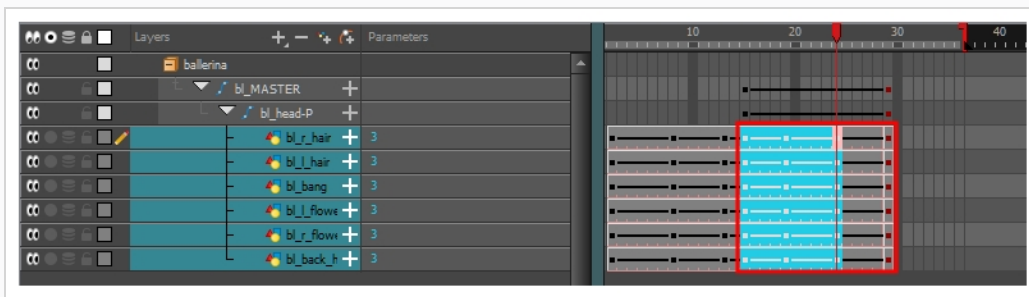 Layers Parameters 10 20 30 40
ballerina
bl_MASTER
bl_head-P
bl_r_hair 3
bl_l_hair 3
bl_bang 3
bl_l_flowe 3
bl_r_flowe 3
bl_back_h 3